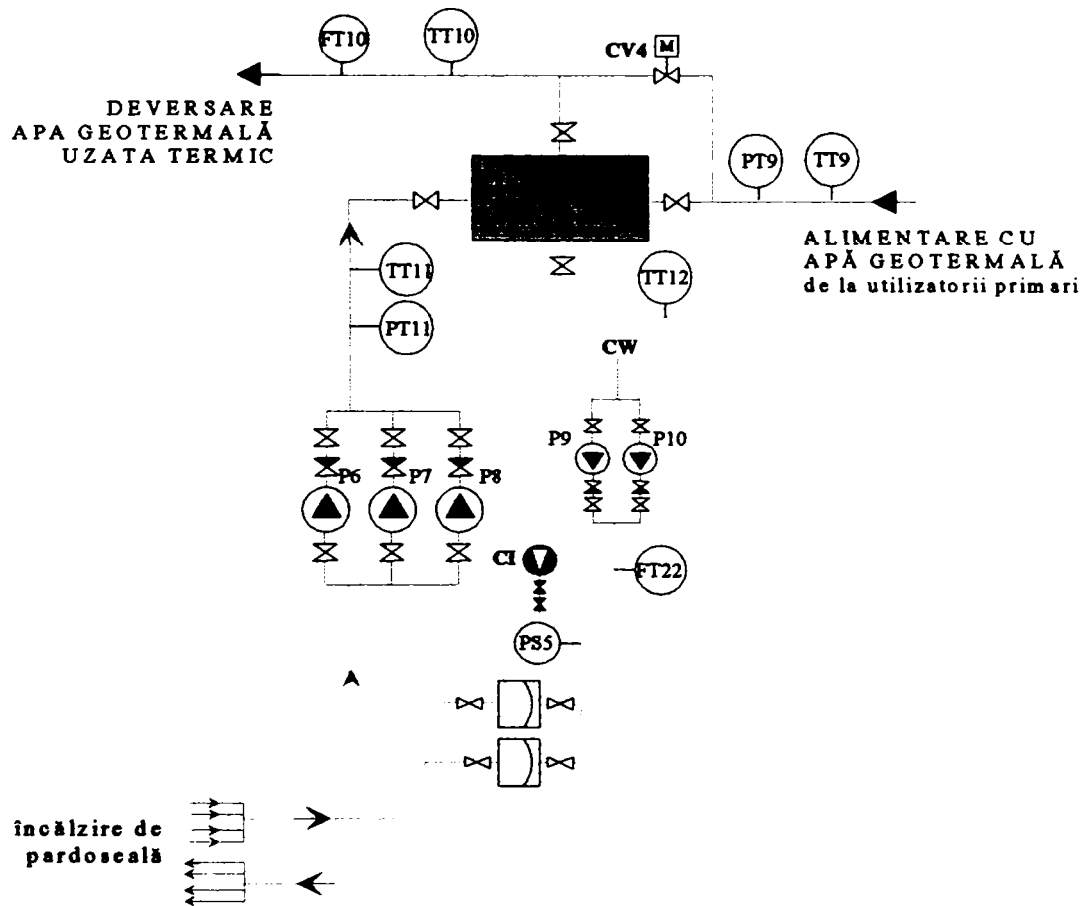 FT10
TT10
CV4
M
DEVERSARE
APA GEOTERMALĂ
UZATA TERMIC
PT9
TT9
ALIMENTARE CU
APĂ GEOTERMALĂ
de la utilizatorii primari
TT11
TT12
PT11
CW
P9
P10
P6
P7
P8
CI
FT22
PS5
încălzire de
pardoseală